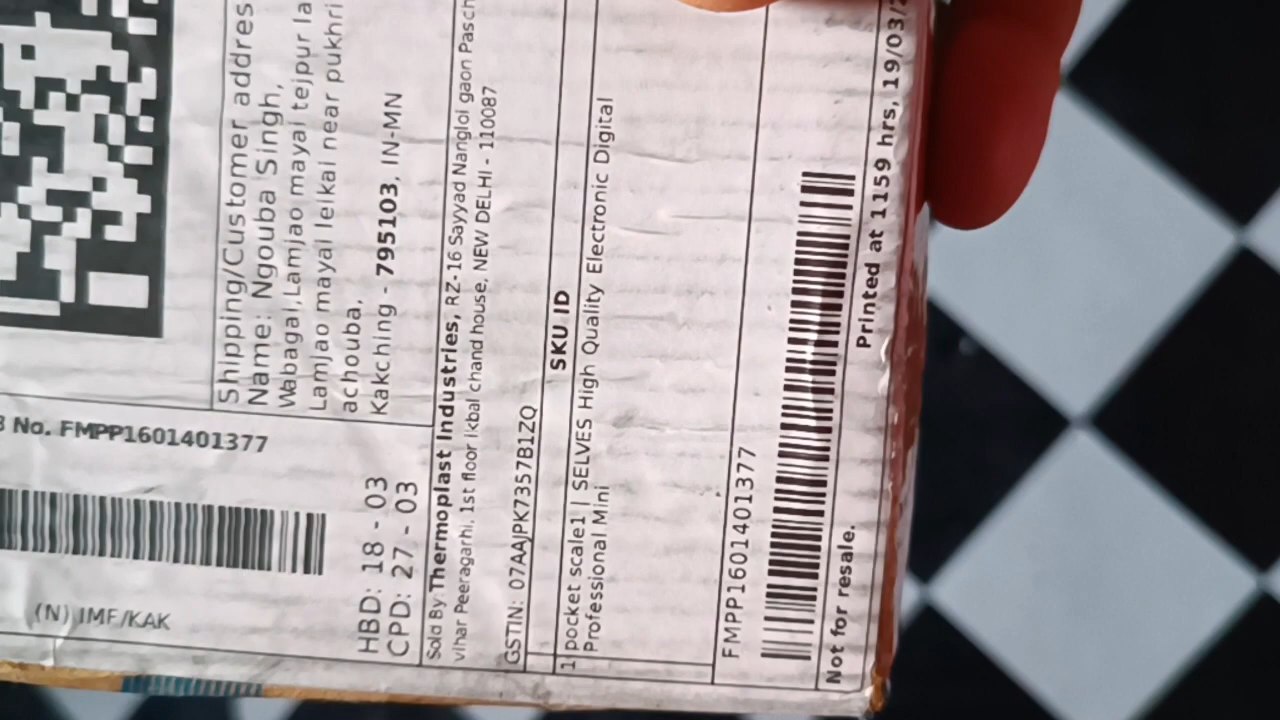 B No. FMPP1601401377
(N) IMF/KAK
HBD: 18 - 03
CPD: 27 - 03
Shipping/Customer addres
Name: Ngouba Singh,
Wabagai,Lamjao mayai tejpur la
Lamjao mayai leikai near pukhri
achouba,
Kakching - 795103, IN-MN
Sold By:Thermoplast Industries, RZ-16 Sayyad Nangloi gaon Pasch
vihar Peeragarhi, 1st floor ikbal chand house, NEW DELHI - 110087
GSTIN: 07AAJPK7357B1ZQ
SKU ID
1 pocket scale1 | SELVES High Quality Electronic Digital
Professional Mini
FMPP1601401377
Not for resale.
Printed at 1159 hrs, 19/03/2